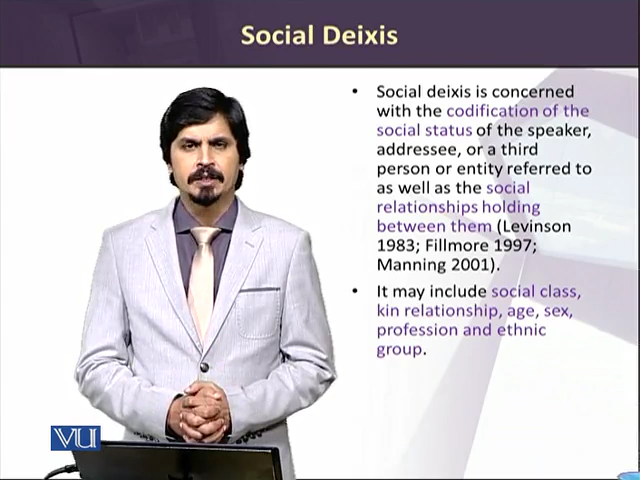 Social Deixis
• Social deixis is concerned
with the codification of the
social status of the speaker,
addressee, or a third
person or entity referred to
as well as the social
relationships holding
between them (Levinson
1983; Fillmore 1997;
Manning 2001).
• It may include social class,
kin relationship, age, sex,
profession and ethnic
group.
VU